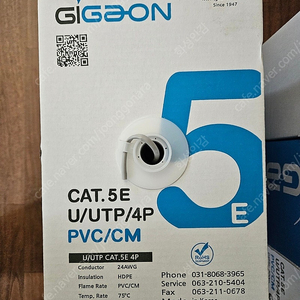 GIGAON
Since 1947
5
E
CAT.5E
U/UTP/4P
PVC/CM
U/UTP CAT.5E 4P
Conductor 24AWG
Insulation HDPE
Flame Rate PVC/CM
Temp, Rate 75°C
RoHS
Phone 031-8068-3965
Service 063-210-5404
Fax 063-211-0678